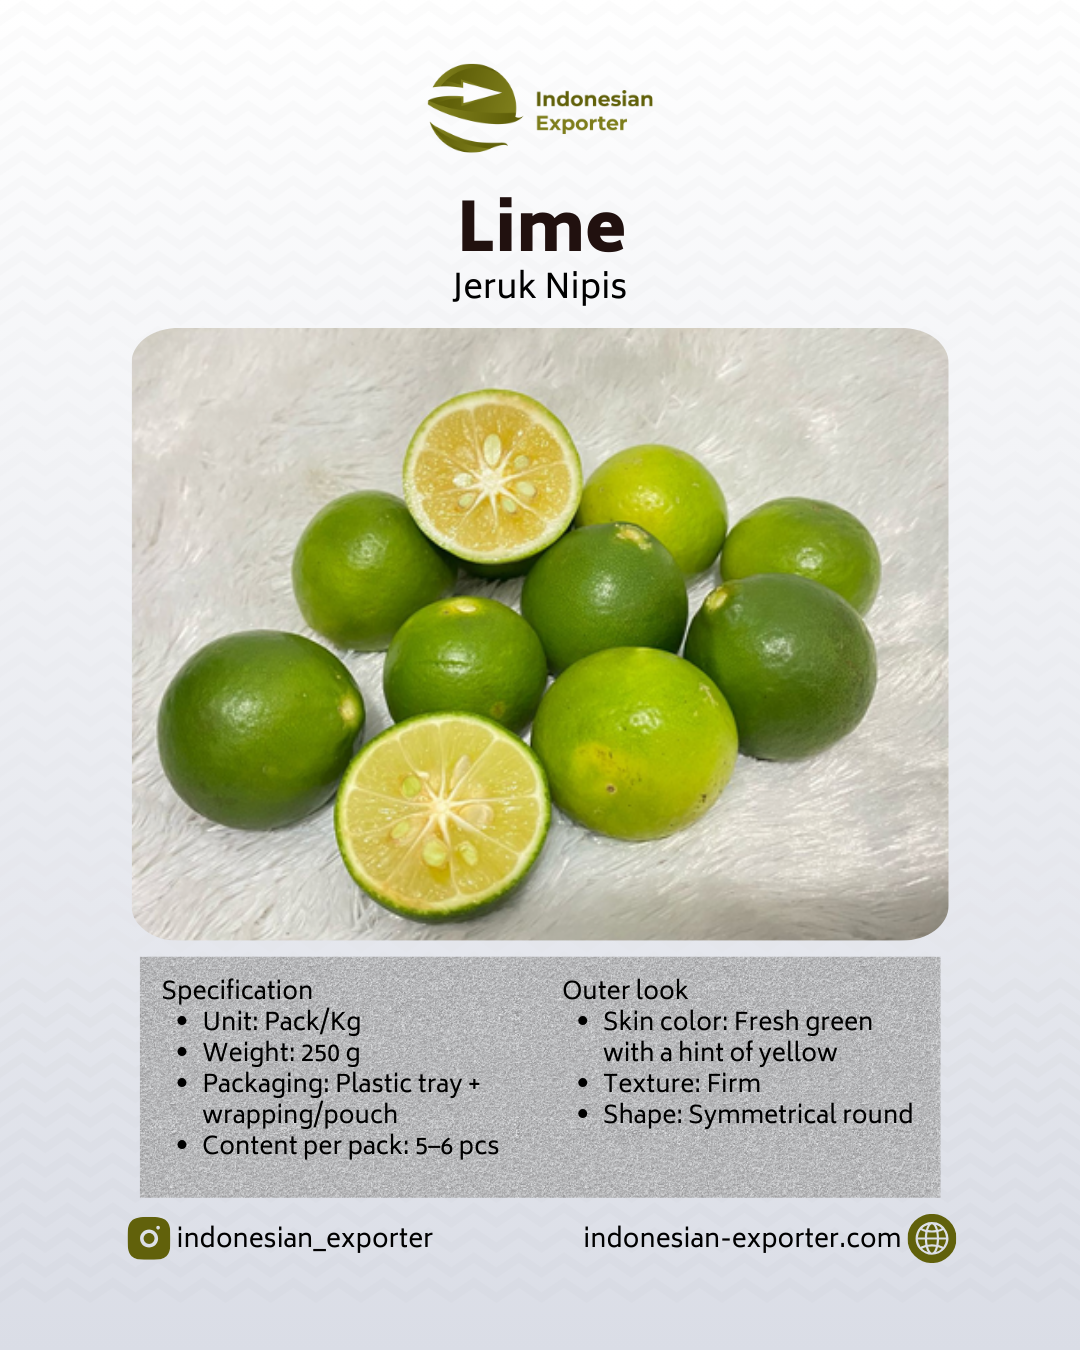 Indonesian
Exporter
Lime
Jeruk Nipis
Specification
• Unit: Pack/Kg
• Weight: 250 g
• Packaging: Plastic tray +
wrapping/pouch
• Content per pack: 5–6 pcs
Outer look
• Skin color: Fresh green
with a hint of yellow
• Texture: Firm
• Shape: Symmetrical round
indonesian_exporter
indonesian-exporter.com